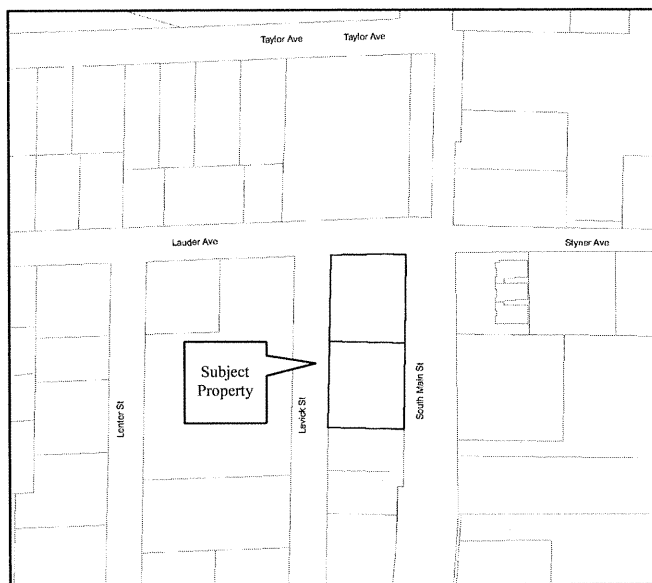 Taylor Ave
Taylor Ave
Lauder Ave
Slyner Ave
Subject
Property
Lenter St
Levick St
South Main St